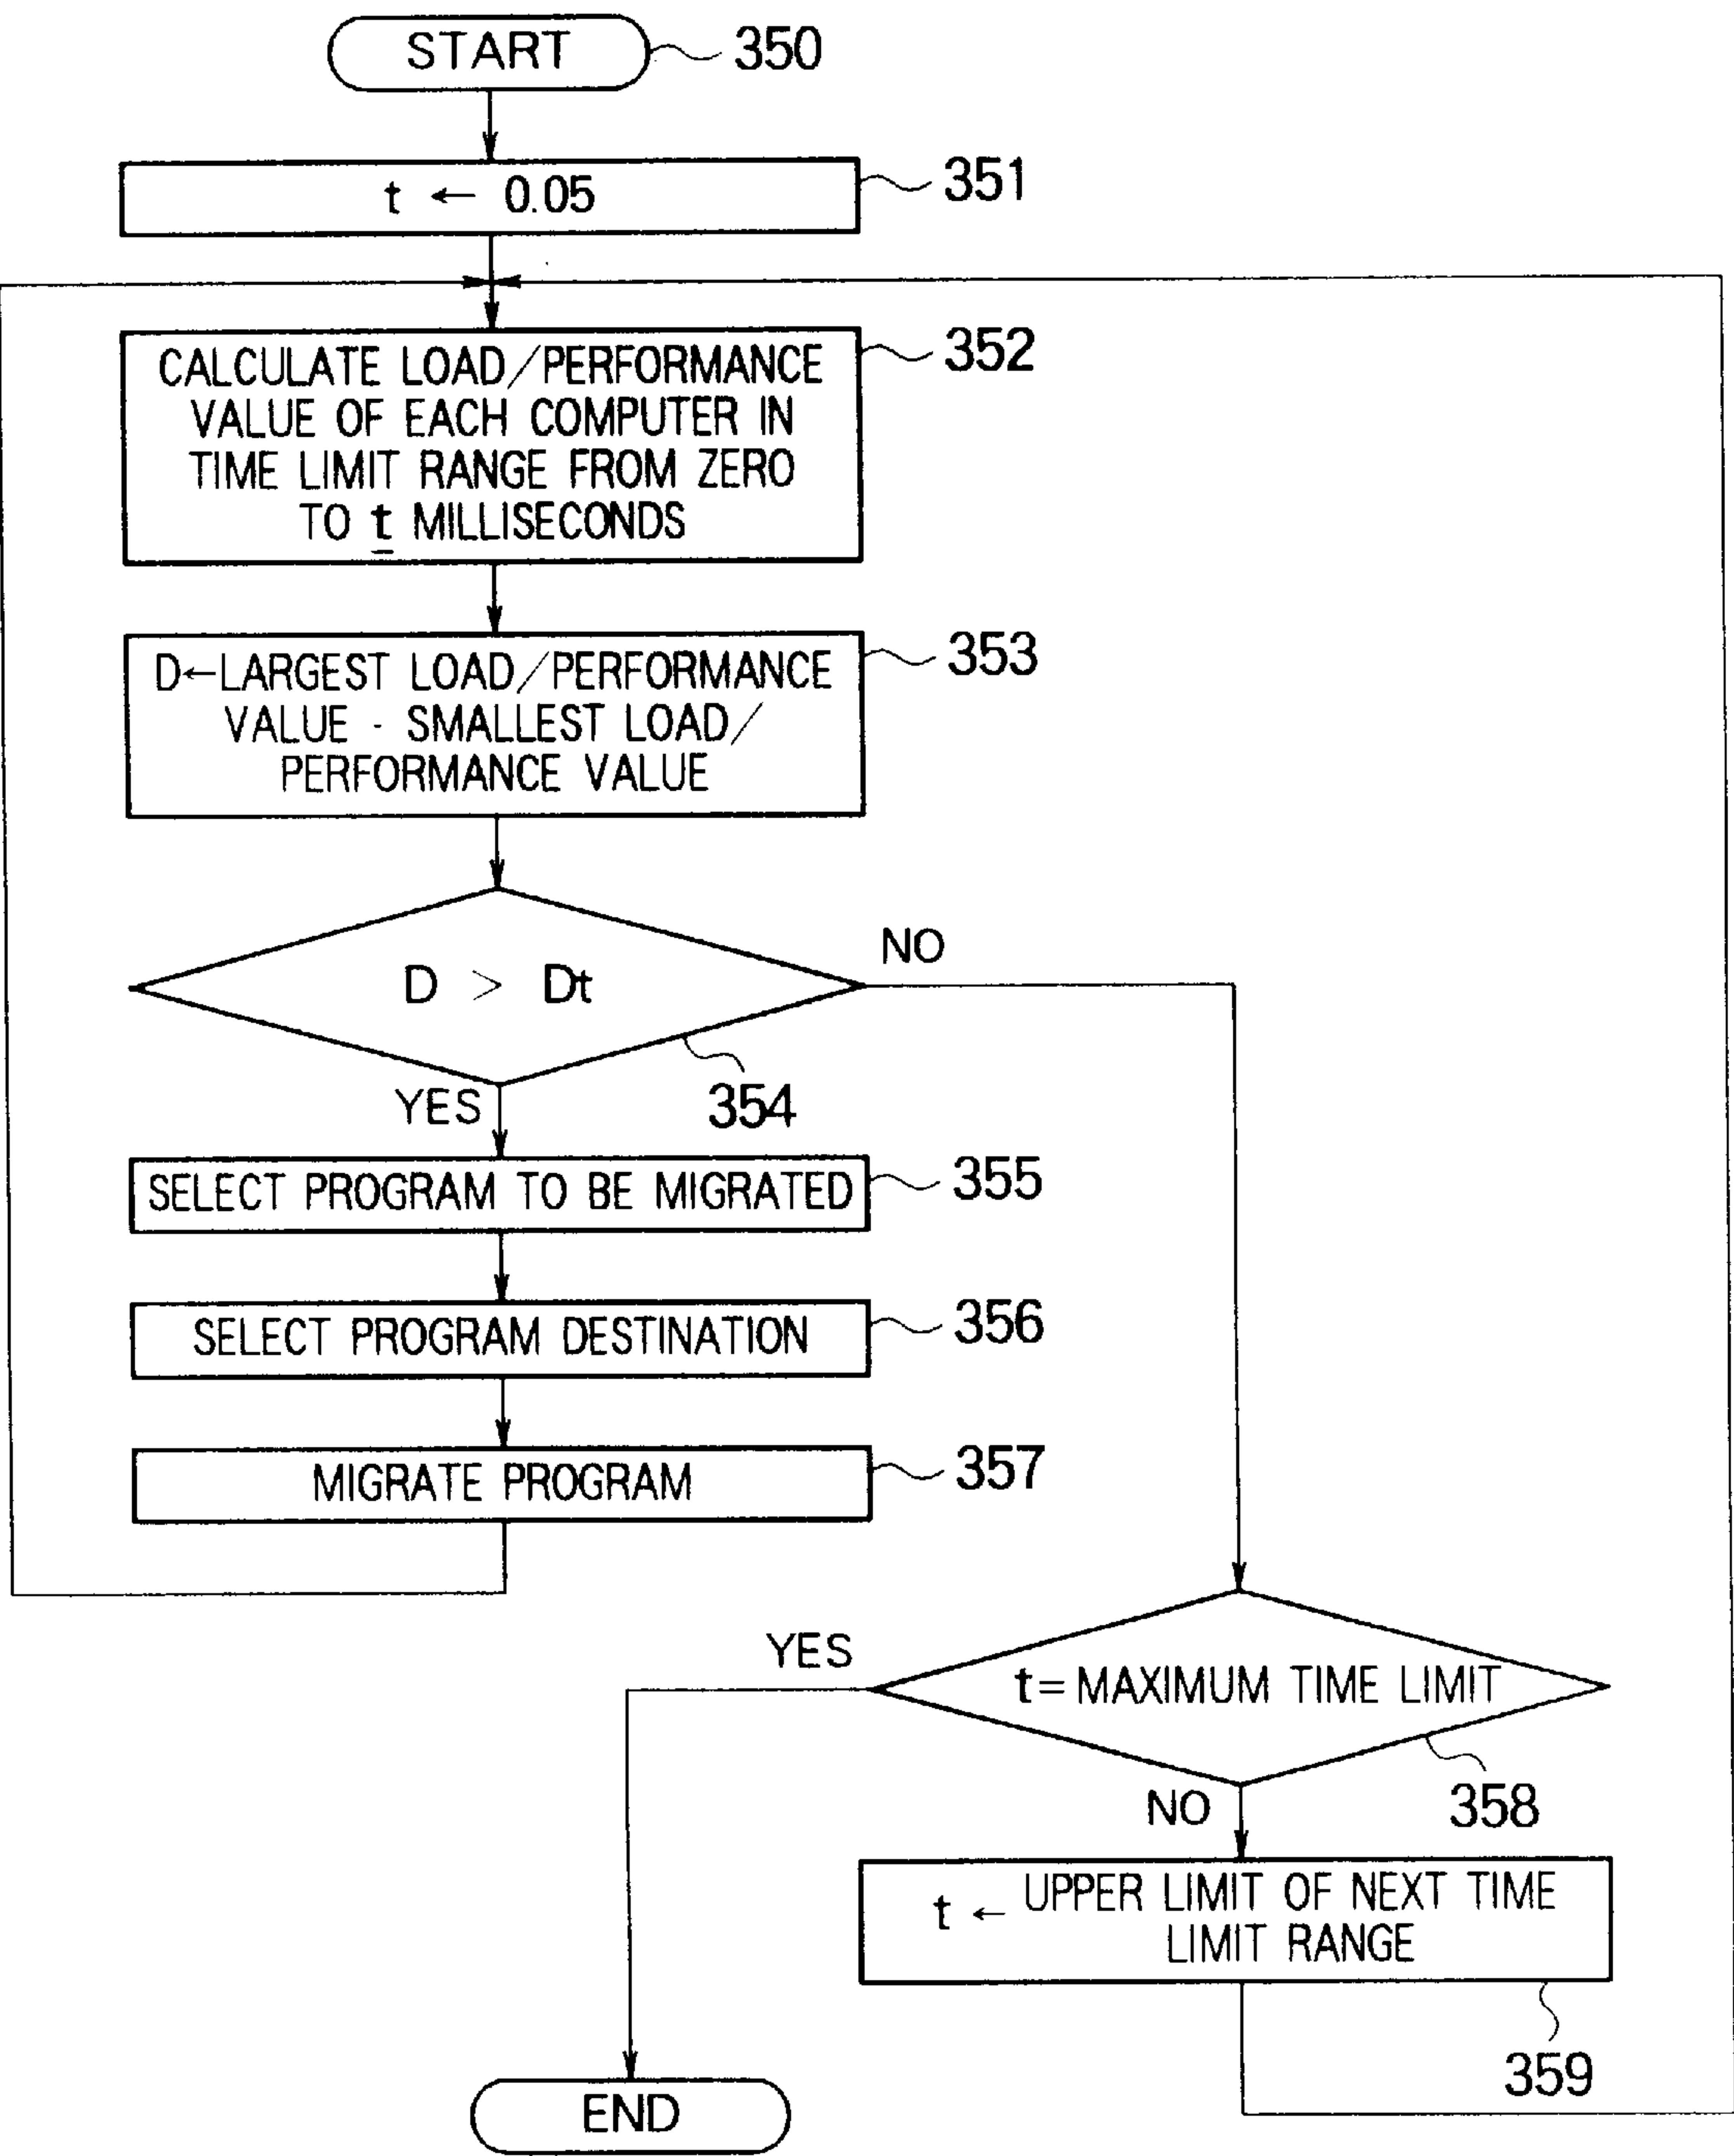 START
350
t ← 0.05
351
CALCULATE LOAD/PERFORMANCE
VALUE OF EACH COMPUTER IN
TIME LIMIT RANGE FROM ZERO
TO t MILLISECONDS
352
D←LARGEST LOAD/PERFORMANCE
VALUE - SMALLEST LOAD/
PERFORMANCE VALUE
353
D > Dt
NO
YES
354
SELECT PROGRAM TO BE MIGRATED
355
SELECT PROGRAM DESTINATION
356
MIGRATE PROGRAM
357
YES
t=MAXIMUM TIME LIMIT
NO
358
t ← UPPER LIMIT OF NEXT TIME
LIMIT RANGE
359
END